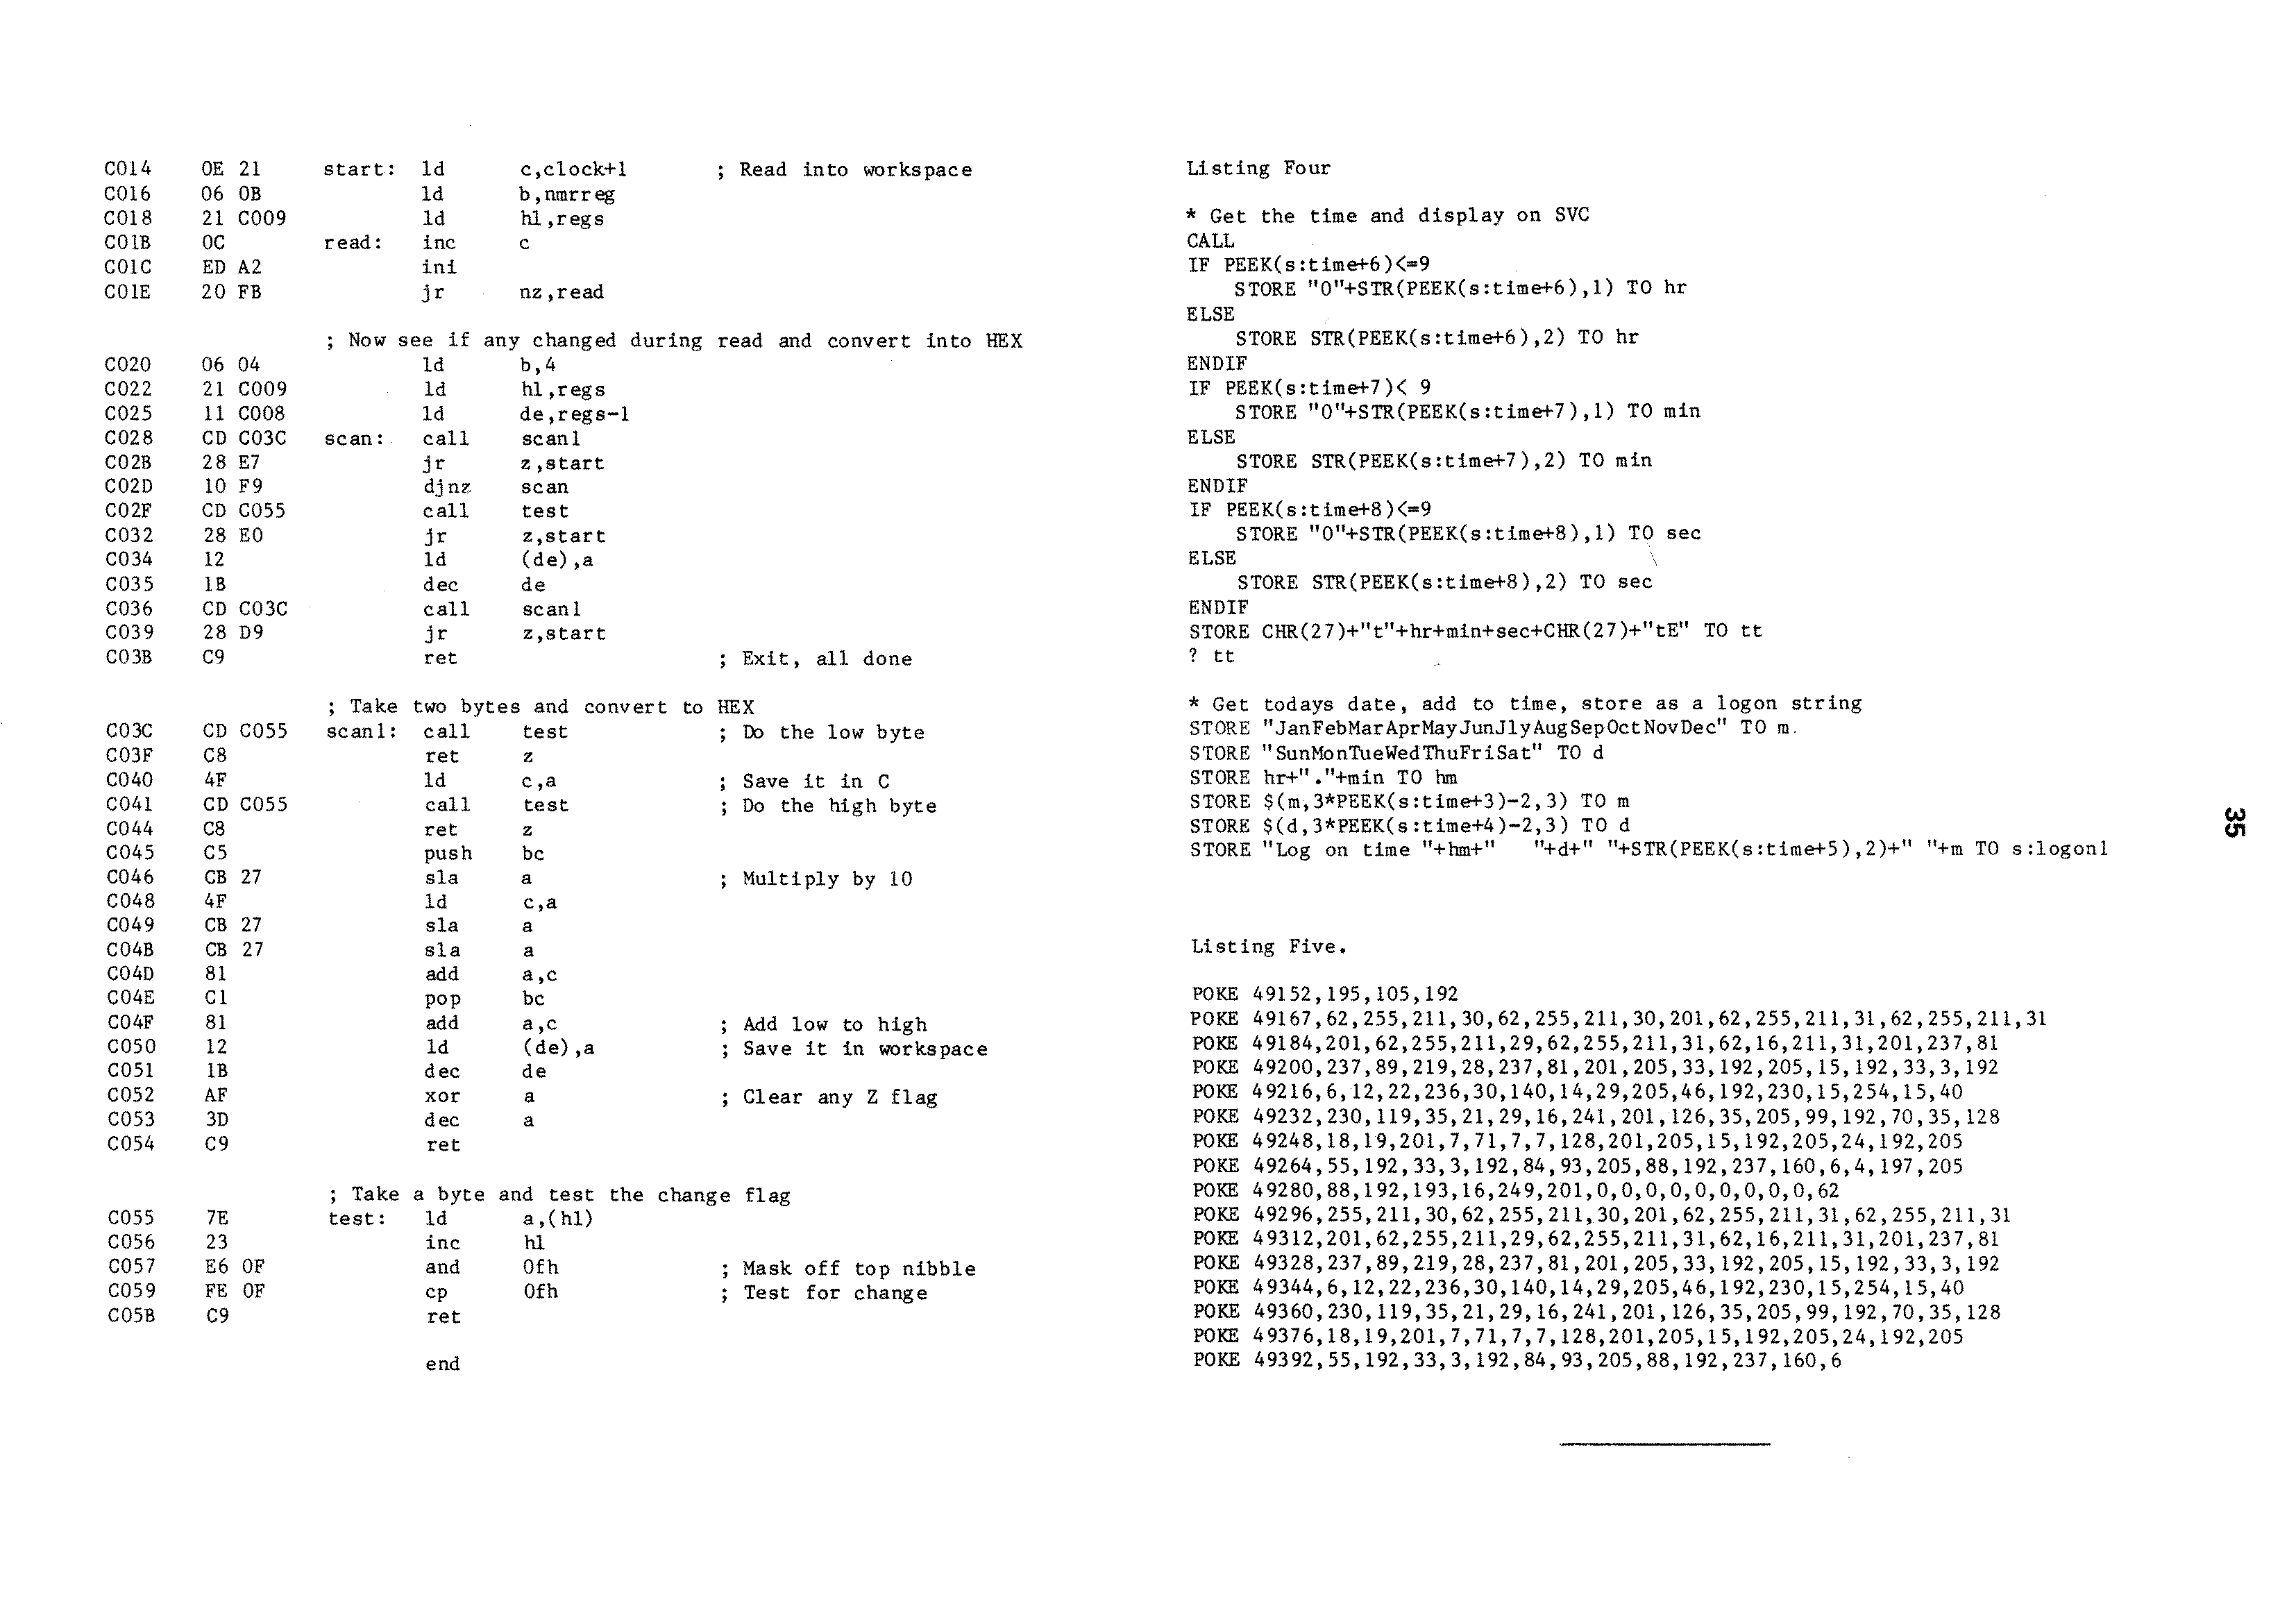 C014 0E 21 start: ld c,clock+1 ; Read into workspace
C016 06 0B ld b,nmrreg
C018 21 C009 ld hl,regs
C01B 0C read: inc c
C01C ED A2 ini
C01E 20 FB jr nz,read
; Now see if any changed during read and convert into HEX
C020 06 04 ld b,4
C022 21 C009 ld hl,regs
C025 11 C008 ld de,regs-1
C028 CD C03C scan: call scan1
C02B 28 E7 jr z,start
C02D 10 F9 djnz scan
C02F CD C055 call test
C032 28 E0 jr z,start
C034 12 ld (de),a
C035 1B dec de
C036 CD C03C call scan1
C039 28 D9 jr z,start
C03B C9 ret ; Exit, all done
; Take two bytes and convert to HEX
C03C CD C055 scan1: call test ; Do the low byte
C03F C8 ret z
C040 4F ld c,a ; Save it in C
C041 CD C055 call test ; Do the high byte
C044 C8 ret z
C045 C5 push bc
C046 CB 27 sla a ; Multiply by 10
C048 4F ld c,a
C049 CB 27 sla a
C04B CB 27 sla a
C04D 81 add a,c
C04E C1 pop bc
C04F 81 add a,c ; Add low to high
C050 12 ld (de),a ; Save it in workspace
C051 1B dec de
C052 AF xor a ; Clear any Z flag
C053 3D dec a
C054 C9 ret
; Take a byte and test the change flag
C055 7E test: ld a,(hl)
C056 23 inc hl
C057 E6 0F and 0fh ; Mask off top nibble
C059 FE 0F cp 0fh ; Test for change
C05B C9 ret
end
Listing Four
* Get the time and display on SVC
CALL
IF PEEK(s:time+6)<=9
STORE "0"+STR(PEEK(s:time+6),1) TO hr
ELSE
STORE STR(PEEK(s:time+6),2) TO hr
ENDIF
IF PEEK(s:time+7)< 9
STORE "0"+STR(PEEK(s:time+7),1) TO min
ELSE
STORE STR(PEEK(s:time+7),2) TO min
ENDIF
IF PEEK(s:time+8)<=9
STORE "0"+STR(PEEK(s:time+8),1) TO sec
ELSE
STORE STR(PEEK(s:time+8),2) TO sec
ENDIF
STORE CHR(27)+"t"+hr+min+sec+CHR(27)+"tE" TO tt
? tt
* Get todays date, add to time, store as a logon string
STORE "JanFebMarAprMayJunJlyAugSepOctNovDec" TO m
STORE "SunMonTueWedThuFriSat" TO d
STORE hr+"."+min TO hm
STORE $(m,3*PEEK(s:time+3)-2,3) TO m
STORE $(d,3*PEEK(s:time+4)-2,3) TO d
STORE "Log on time "+hm+"   "+d+" "+STR(PEEK(s:time+5),2)+" "+m TO s:logon1
Listing Five.
POKE 49152,195,105,192
POKE 49167,62,255,211,30,62,255,211,30,201,62,255,211,31,62,255,211,31
POKE 49184,201,62,255,211,29,62,255,211,31,62,16,211,31,201,237,81
POKE 49200,237,89,219,28,237,81,201,205,33,192,205,15,192,33,3,192
POKE 49216,6,12,22,236,30,140,14,29,205,46,192,230,15,254,15,40
POKE 49232,230,119,35,21,29,16,241,201,126,35,205,99,192,70,35,128
POKE 49248,18,19,201,7,71,7,7,128,201,205,15,192,205,24,192,205
POKE 49264,55,192,33,3,192,84,93,205,88,192,237,160,6,4,197,205
POKE 49280,88,192,193,16,249,201,0,0,0,0,0,0,0,0,0,62
POKE 49296,255,211,30,62,255,211,30,201,62,255,211,31,62,255,211,31
POKE 49312,201,62,255,211,29,62,255,211,31,62,16,211,31,201,237,81
POKE 49328,237,89,219,28,237,81,201,205,33,192,205,15,192,33,3,192
POKE 49344,6,12,22,236,30,140,14,29,205,46,192,230,15,254,15,40
POKE 49360,230,119,35,21,29,16,241,201,126,35,205,99,192,70,35,128
POKE 49376,18,19,201,7,71,7,7,128,201,205,15,192,205,24,192,205
POKE 49392,55,192,33,3,192,84,93,205,88,192,237,160,6
35